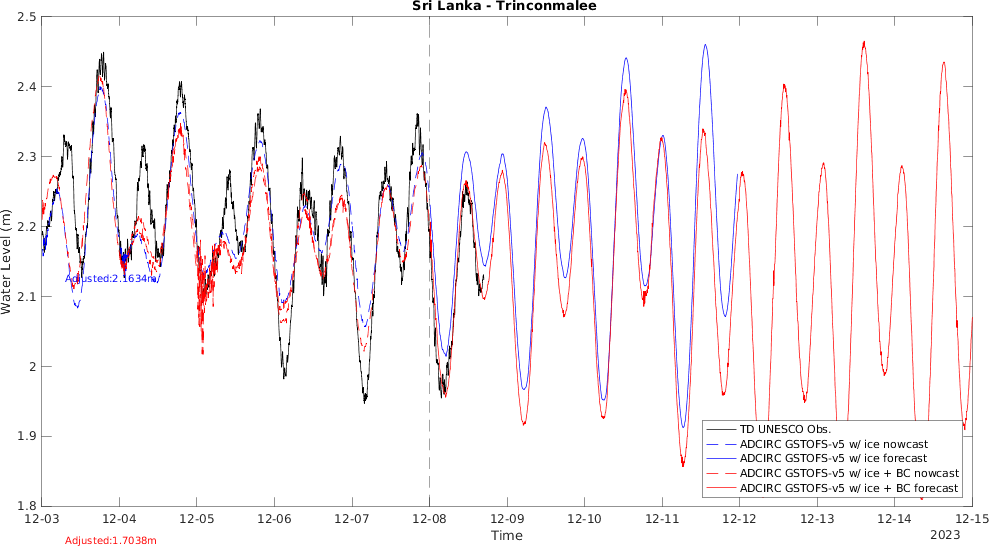 Sri Lanka - Trinconmalee
2.5
2.4
2.3
2.2
2.1
2
1.9
1.8
Water Level (m)
Adjusted:2.1634m
TD UNESCO Obs.
ADCIRC GSTOFS-v5 w/ ice nowcast
ADCIRC GSTOFS-v5 w/ ice forecast
ADCIRC GSTOFS-v5 w/ ice + BC nowcast
ADCIRC GSTOFS-v5 w/ ice + BC forecast
12-03 12-04 12-05 12-06 12-07 12-08 12-09 12-10 12-11 12-12 12-13 12-14 12-15
Time
2023
Adjusted:1.7038m